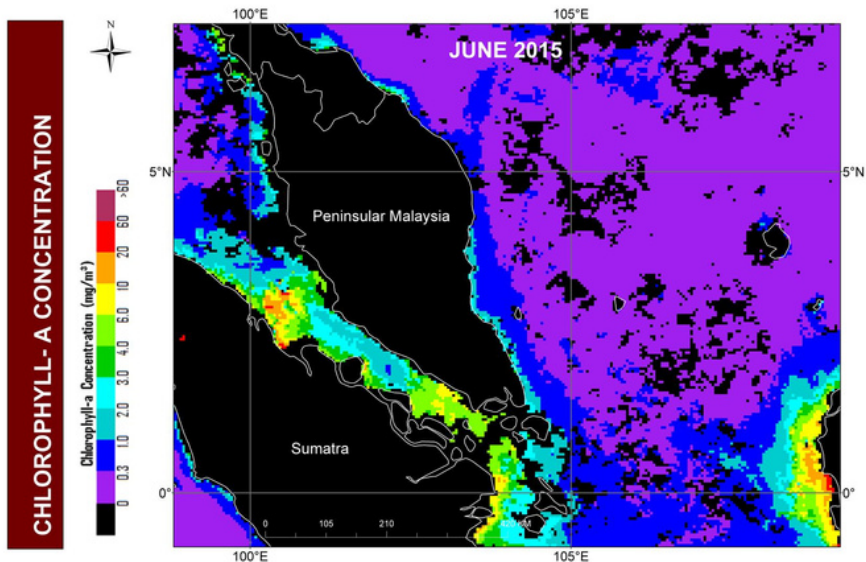 CHLOROPHYLL- A CONCENTRATION
N
Chlorophyll-a Concentration (mg/m³)
>60
60
20
10
6.0
4.0
3.0
2.0
1.0
0.3
0
100°E
105°E
JUNE 2015
5°N
5°N
Peninsular Malaysia
Sumatra
0°
0°
0
105
210
100°E
105°E